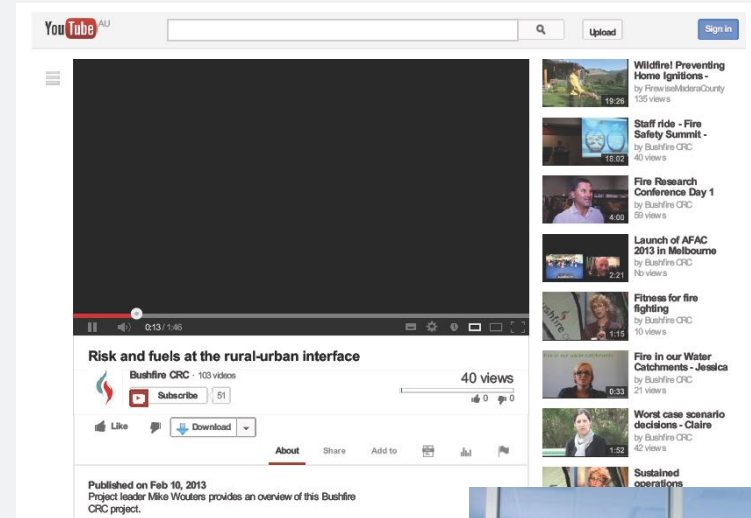 YouTube AU
Upload
Sign in
0:13 / 1:46
Risk and fuels at the rural-urban interface
Bushfire CRC · 103 videos
Subscribe 51
40 views
0 0
Like
Download
About Share Add to
Published on Feb 10, 2013
Project leader Mike Wouters provides an overview of this Bushfire
CRC project.
19:26
Wildfire! Preventing
Home Ignitions -
by FirewiseMaderaCounty
135 views
18:02
Staff ride - Fire
Safety Summit -
by Bushfire CRC
40 views
4:00
Fire Research
Conference Day 1
by Bushfire CRC
59 views
2:21
Launch of AFAC
2013 in Melbourne
by Bushfire CRC
No views
1:15
Fitness for fire
fighting
by Bushfire CRC
10 views
0:33
Fire in our Water
Catchments - Jessica
by Bushfire CRC
21 views
1:52
Worst case scenario
decisions - Claire
by Bushfire CRC
42 views
Sustained
operations